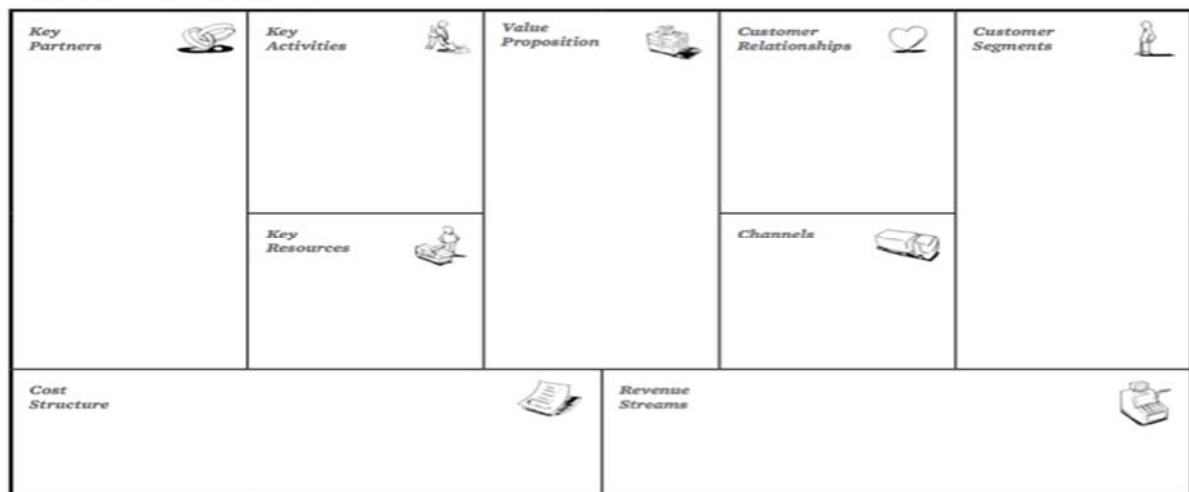 Key
Partners
Key
Activities
Value
Proposition
Customer
Relationships
Customer
Segments
Key
Resources
Channels
Cost
Structure
Revenue
Streams